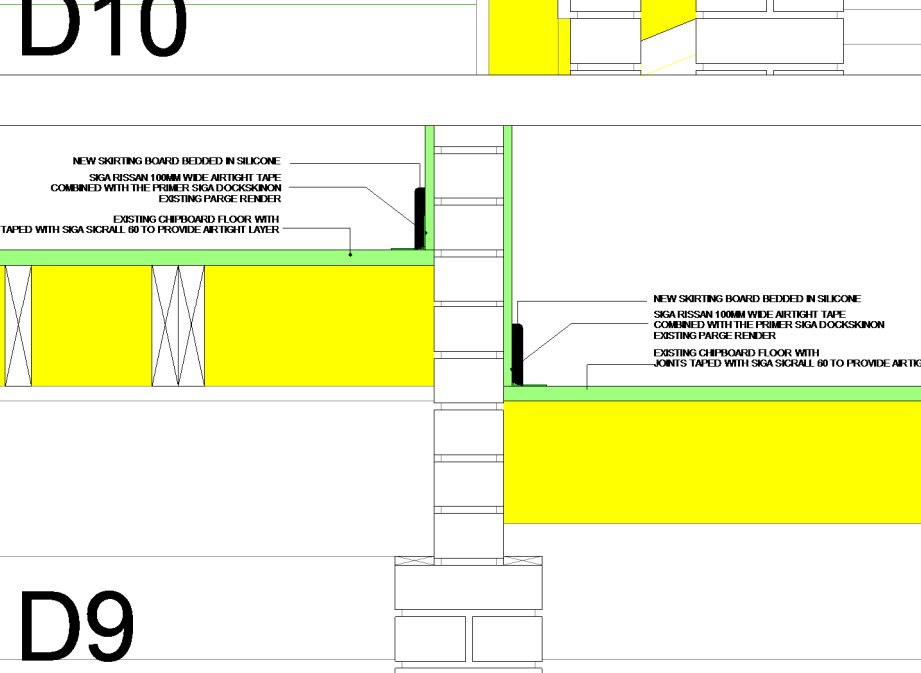 D10
NEW SKIRTING BOARD BEDDED IN SILICONE
SIGA RISSAN 100MM WIDE AIRTIGHT TAPE
COMBINED WITH THE PRIMER SIGA DOCKSKINON
EXISTING PARGE RENDER
EXISTING CHIPBOARD FLOOR WITH
TAPED WITH SIGA SICRALL 60 TO PROVIDE AIRTIGHT LAYER
NEW SKIRTING BOARD BEDDED IN SILICONE
SIGA RISSAN 100MM WIDE AIRTIGHT TAPE
COMBINED WITH THE PRIMER SIGA DOCKSKINON
EXISTING PARGE RENDER
EXISTING CHIPBOARD FLOOR WITH
JOINTS TAPED WITH SIGA SICRALL 60 TO PROVIDE
D9